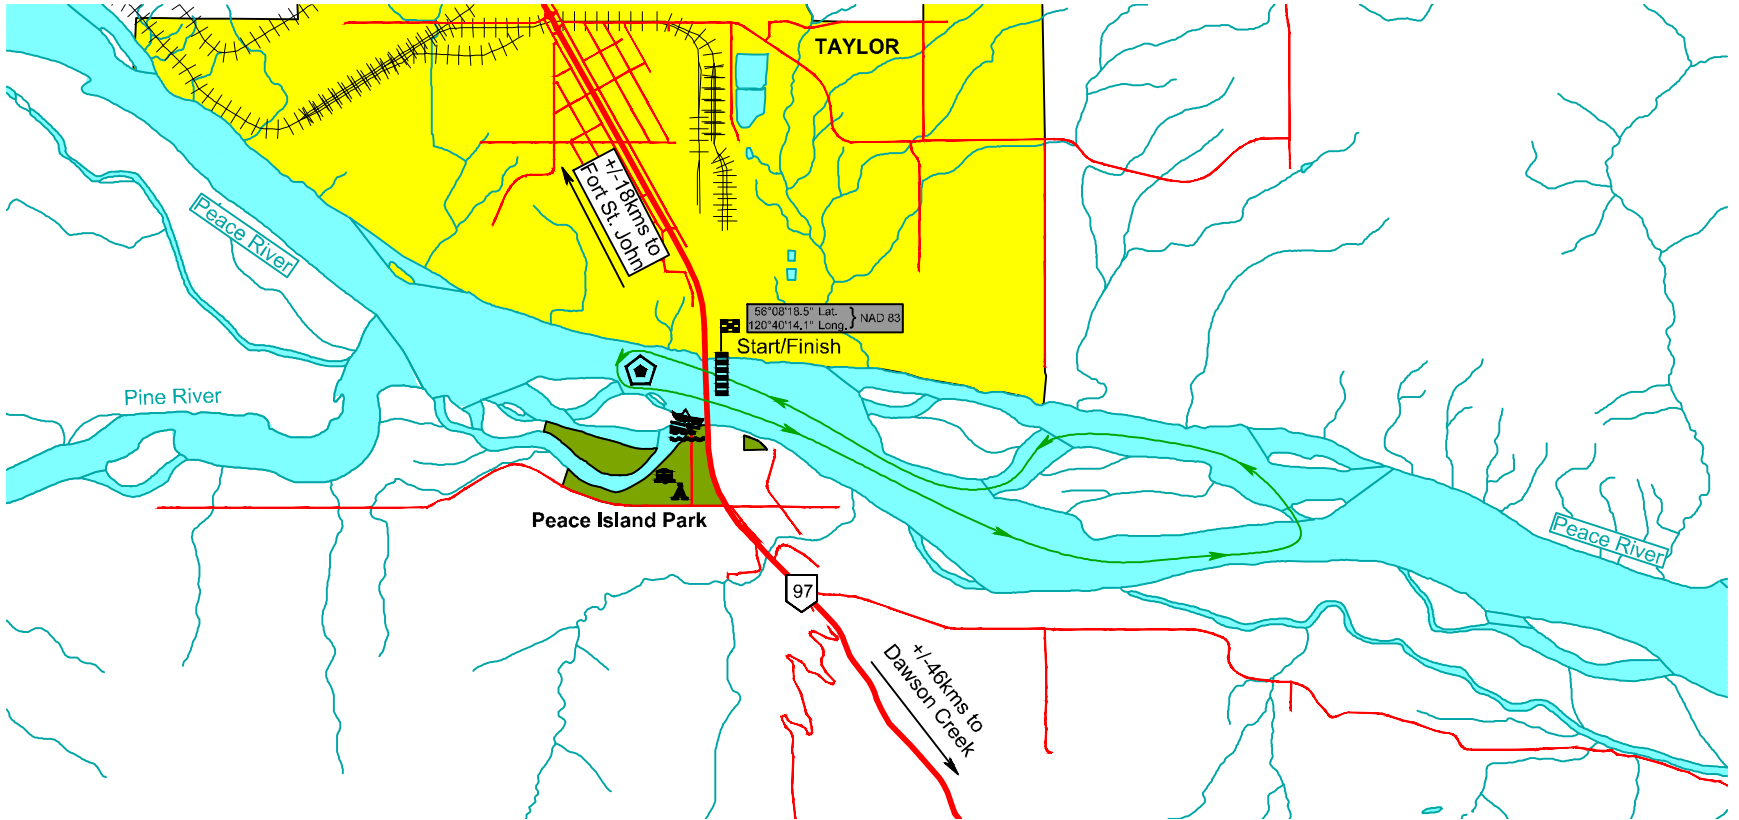 TAYLOR
+/-18kms to
Fort St. John
Peace River
56°08'18.5" Lat.
120°40'14.1" Long.
} NAD 83
Start/Finish
Pine River
Peace Island Park
Peace River
97
+/-46kms to
Dawson Creek